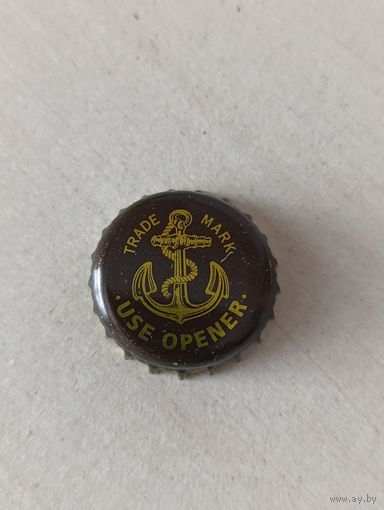 TRADE MARK
· USE OPENER ·
www.ay.by